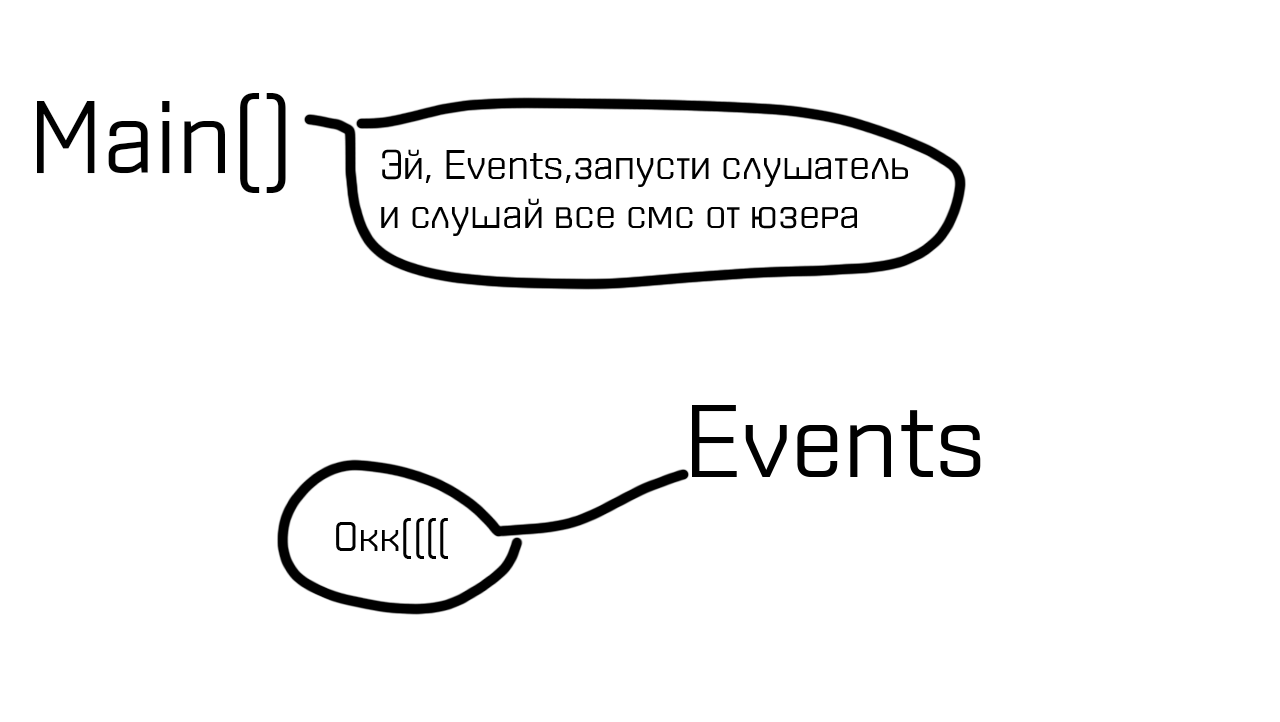 Main()
Эй, Events,запусти слушатель
и слушай все смс от юзера
Events
Окк((((